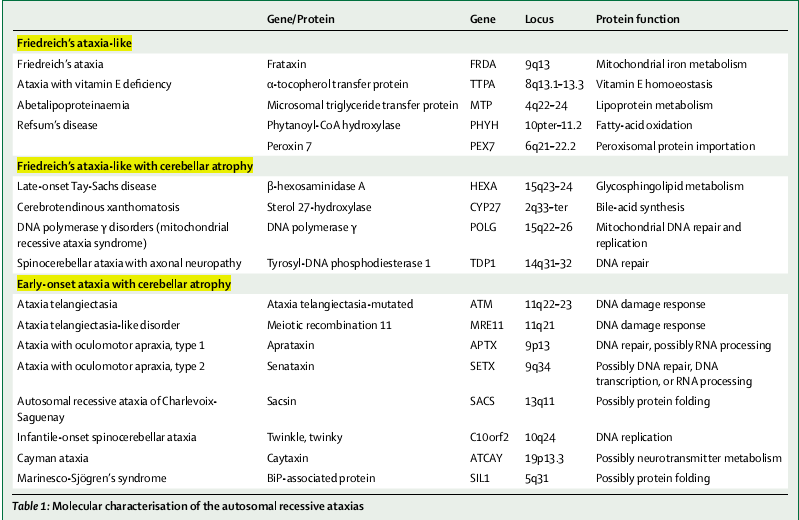 Gene/Protein Gene Locus Protein function
Friedreich's ataxia-like
Friedreich's ataxia Frataxin FRDA 9q13 Mitochondrial iron metabolism
Ataxia with vitamin E deficiency α-tocopherol transfer protein TTPA 8q13.1–13.3 Vitamin E homoeostasis
Abetalipoproteinaemia Microsomal triglyceride transfer protein MTP 4q22–24 Lipoprotein metabolism
Refsum's disease Phytanoyl-CoA hydroxylase PHYH 10pter–11.2 Fatty-acid oxidation
Peroxin 7 PEX7 6q21–22.2 Peroxisomal protein importation
Friedreich's ataxia-like with cerebellar atrophy
Late-onset Tay-Sachs disease β-hexosaminidase A HEXA 15q23–24 Glycosphingolipid metabolism
Cerebrotendinous xanthomatosis Sterol 27-hydroxylase CYP27 2q33–ter Bile-acid synthesis
DNA polymerase γ disorders (mitochondrial DNA polymerase γ POLG 15q22–26 Mitochondrial DNA repair and
recessive ataxia syndrome) replication
Spinocerebellar ataxia with axonal neuropathy Tyrosyl-DNA phosphodiesterase 1 TDP1 14q31–32 DNA repair
Early-onset ataxia with cerebellar atrophy
Ataxia telangiectasia Ataxia telangiectasia-mutated ATM 11q22–23 DNA damage response
Ataxia telangiectasia-like disorder Meiotic recombination 11 MRE11 11q21 DNA damage response
Ataxia with oculomotor apraxia, type 1 Aprataxin APTX 9p13 DNA repair, possibly RNA processing
Ataxia with oculomotor apraxia, type 2 Senataxin SETX 9q34 Possibly DNA repair, DNA
transcription, or RNA processing
Autosomal recessive ataxia of Charlevoix- Sacsin SACS 13q11 Possibly protein folding
Saguenay
Infantile-onset spinocerebellar ataxia Twinkle, twinky C10orf2 10q24 DNA replication
Cayman ataxia Caytaxin ATCAY 19p13.3 Possibly neurotransmitter metabolism
Marinesco-Sjögren's syndrome BiP-associated protein SIL1 5q31 Possibly protein folding
Table 1: Molecular characterisation of the autosomal recessive ataxias